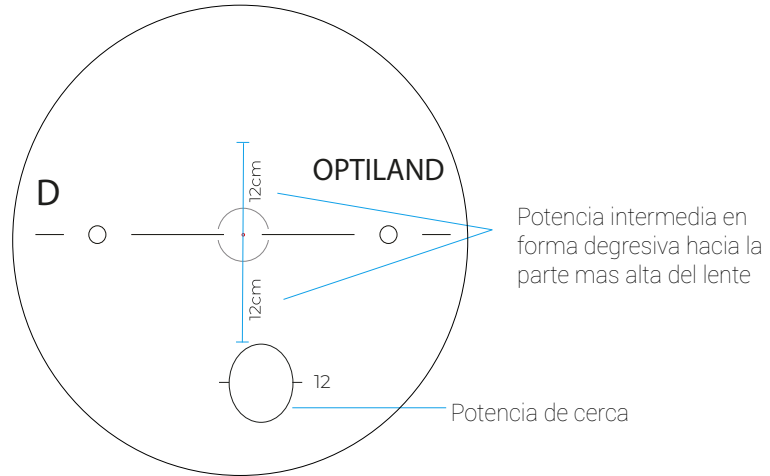 OPTILAND
D
12cm
12cm
Potencia intermedia en
forma degresiva hacia la
parte mas alta del lente
12
Potencia de cerca